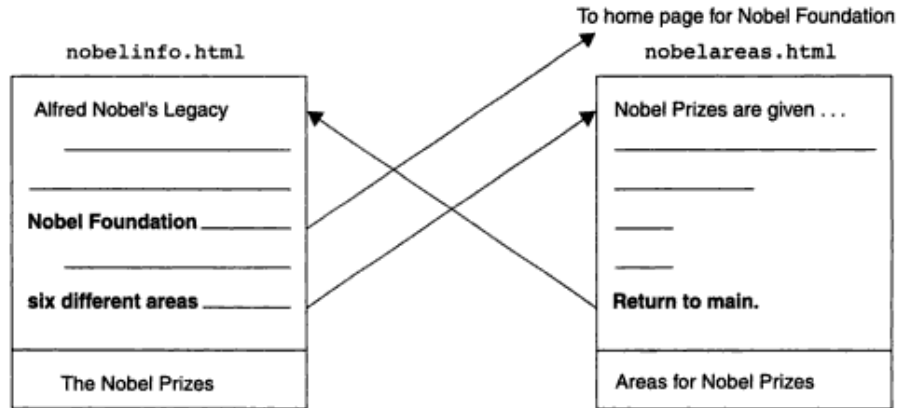 To home page for Nobel Foundation
nobelinfo.html
nobelareas.html
Alfred Nobel's Legacy
Nobel Prizes are given . . .
Nobel Foundation
six different areas
Return to main.
The Nobel Prizes
Areas for Nobel Prizes